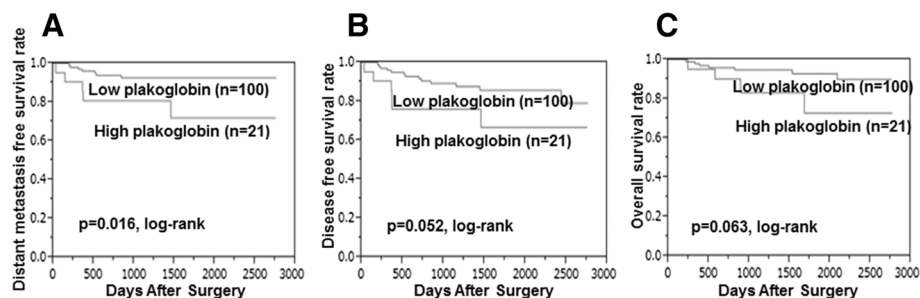 A
Distant metastasis free survival rate
1.0
0.8
0.6
0.4
0.2
0.0
Low plakoglobin (n=100)
High plakoglobin (n=21)
p=0.016, log-rank
0 500 1000 1500 2000 2500 3000
Days After Surgery
B
Disease free survival rate
1.0
0.8
0.6
0.4
0.2
0.0
Low plakoglobin (n=100)
High plakoglobin (n=21)
p=0.052, log-rank
0 500 1000 1500 2000 2500 3000
Days After Surgery
C
Overall survival rate
1.0
0.8
0.6
0.4
0.2
0.0
Low plakoglobin (n=100)
High plakoglobin (n=21)
p=0.063, log-rank
0 500 1000 1500 2000 2500 3000
Days After Surgery